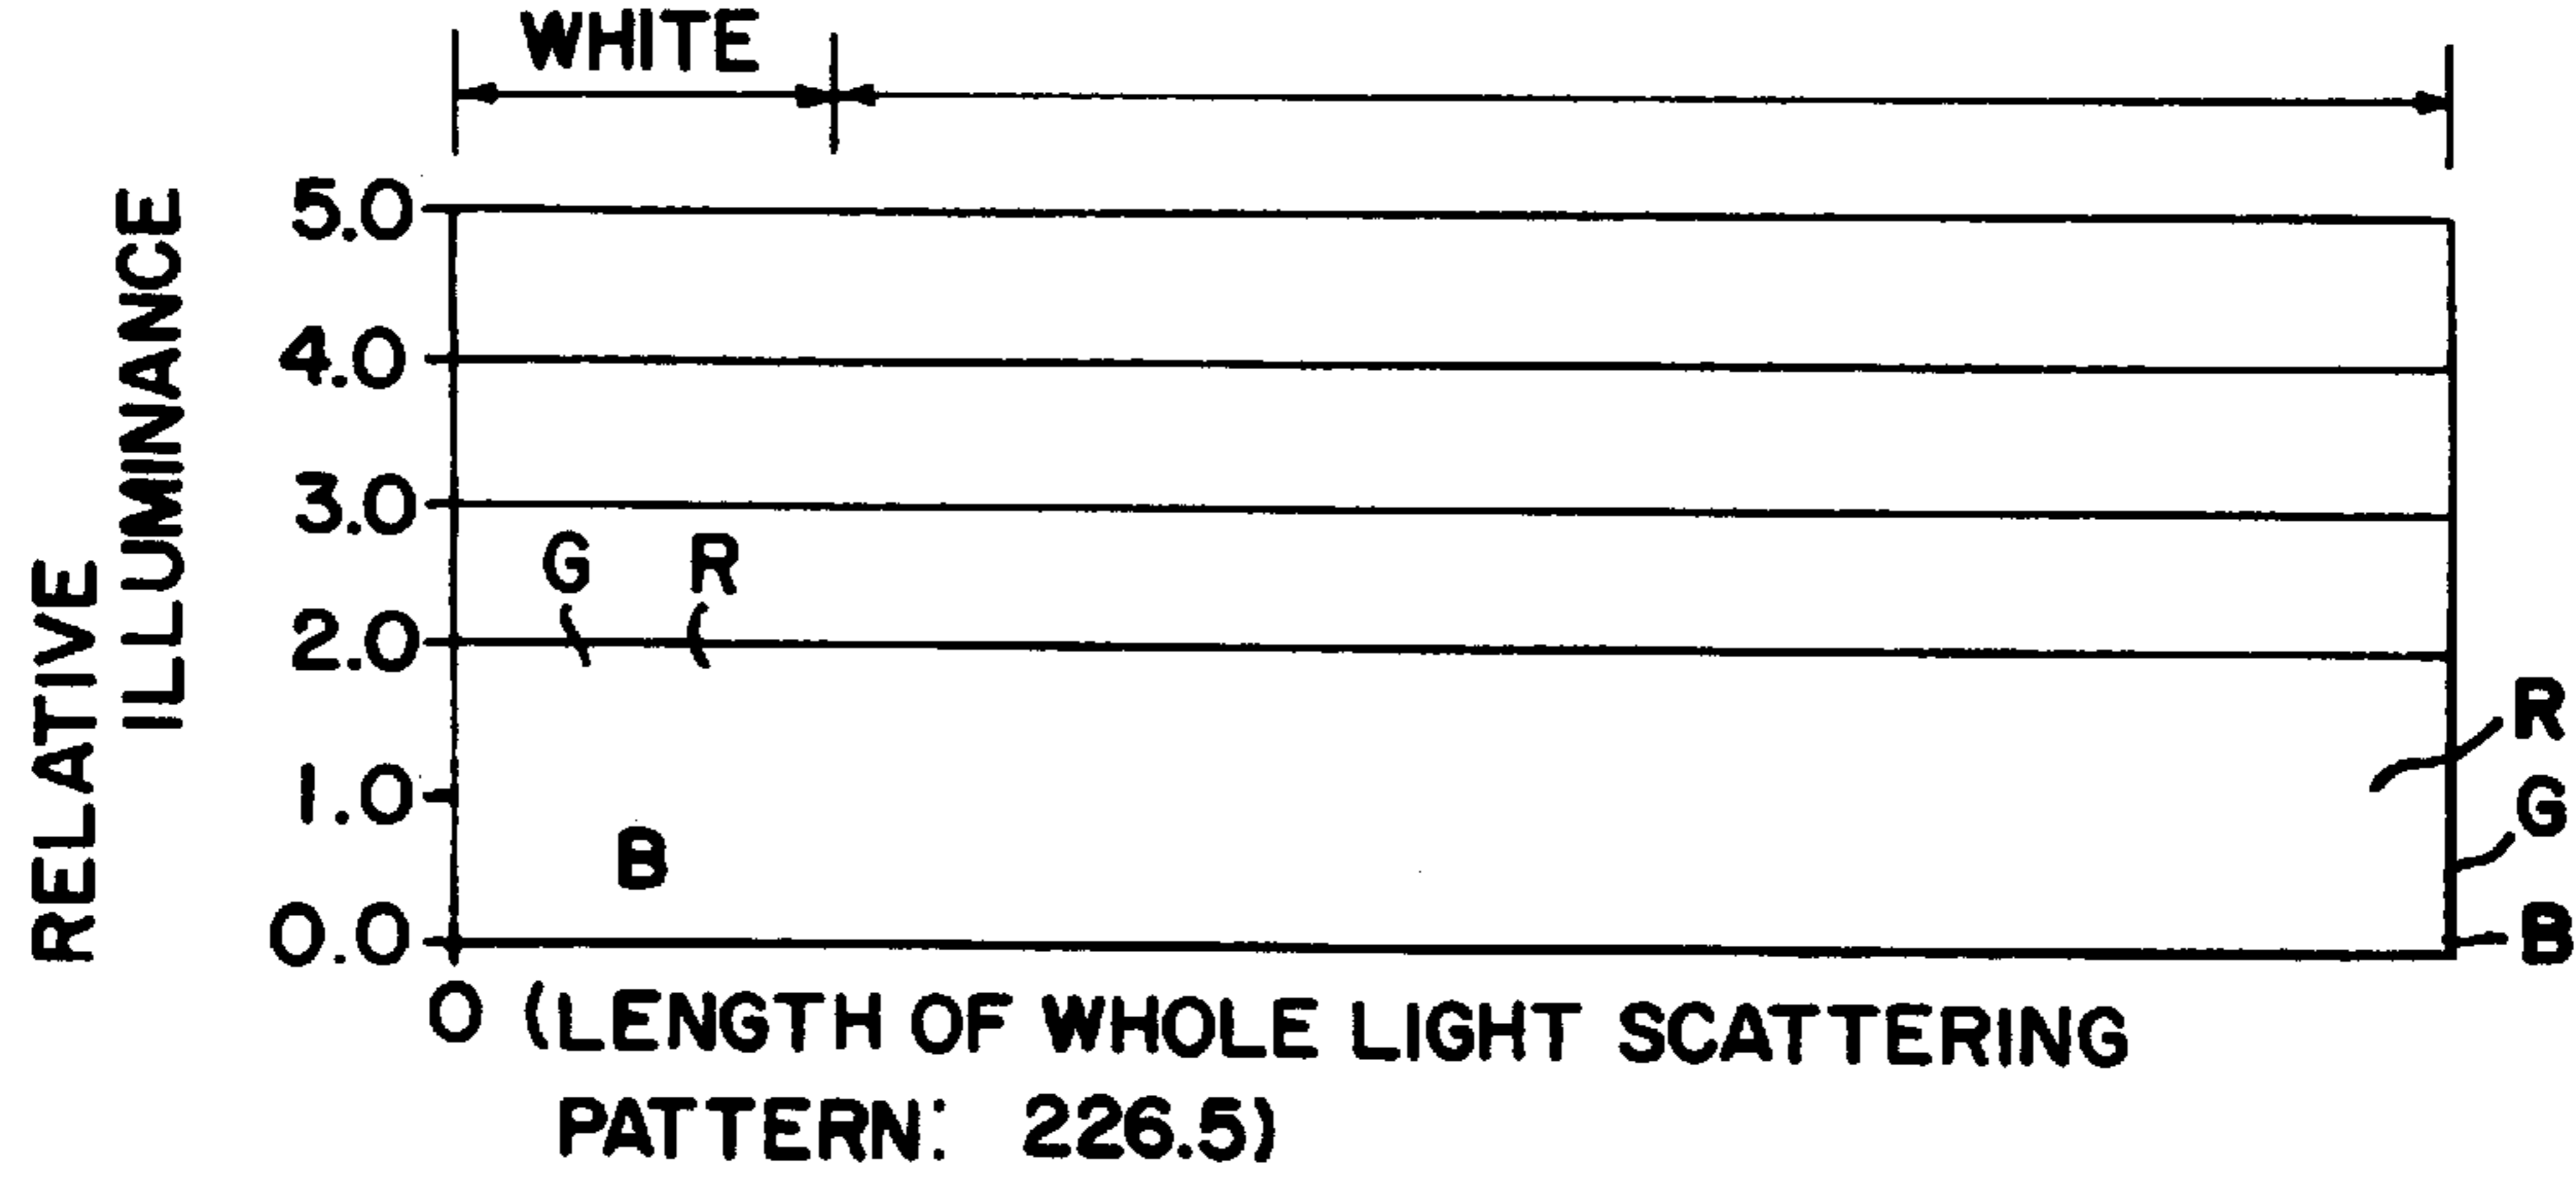 WHITE
RELATIVE
ILLUMINANCE
5.0
4.0
3.0
2.0
1.0
0.0
G
R
B
R
G
B
0 (LENGTH OF WHOLE LIGHT SCATTERING
PATTERN: 226.5)